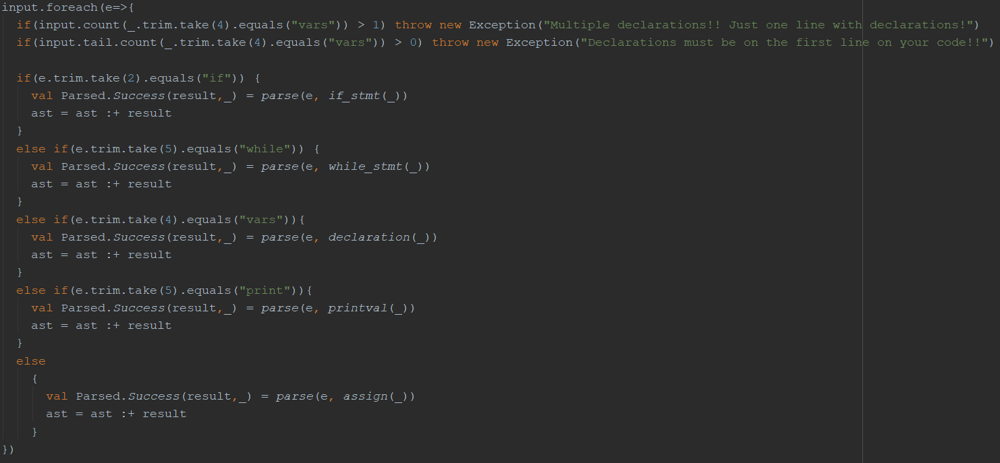 input.foreach(e=>{
  if(input.count(_.trim.take(4).equals("vars")) > 1) throw new Exception("Multiple declarations!! Just one line with declarations!")
  if(input.tail.count(_.trim.take(4).equals("vars")) > 0) throw new Exception("Declarations must be on the first line on your code!!")

  if(e.trim.take(2).equals("if")) {
    val Parsed.Success(result,_) = parse(e, if_stmt(_))
    ast = ast :+ result
  }
  else if(e.trim.take(5).equals("while")) {
    val Parsed.Success(result,_) = parse(e, while_stmt(_))
    ast = ast :+ result
  }
  else if(e.trim.take(4).equals("vars")){
    val Parsed.Success(result,_) = parse(e, declaration(_))
    ast = ast :+ result
  }
  else if(e.trim.take(5).equals("print")){
    val Parsed.Success(result,_) = parse(e, printval(_))
    ast = ast :+ result
  }
  else
    {
      val Parsed.Success(result,_) = parse(e, assign(_))
      ast = ast :+ result
    }
})